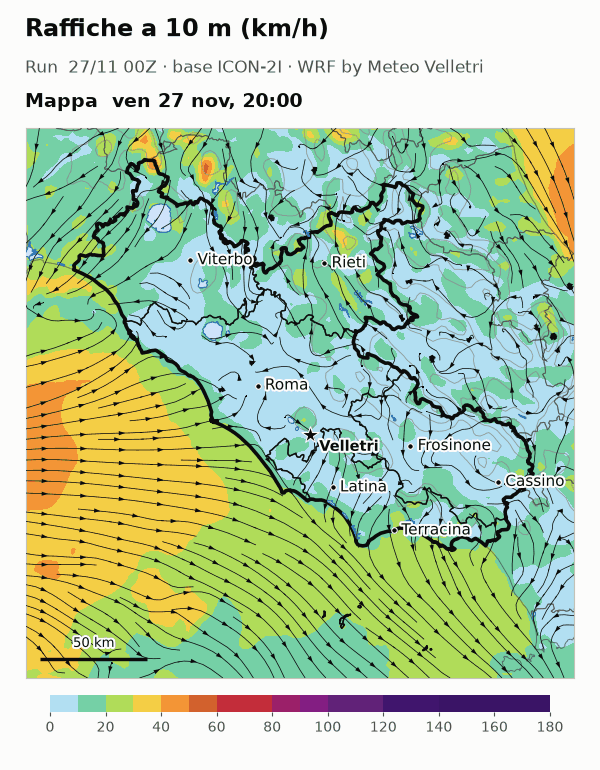 Raffiche a 10 m (km/h)
Run 27/11 00Z · base ICON-2I · WRF by Meteo Velletri
Mappa ven 27 nov, 20:00
Viterbo
Rieti
Roma
Velletri
Frosinone
Cassino
Latina
Terracina
50 km
0 20 40 60 80 100 120 140 160 180